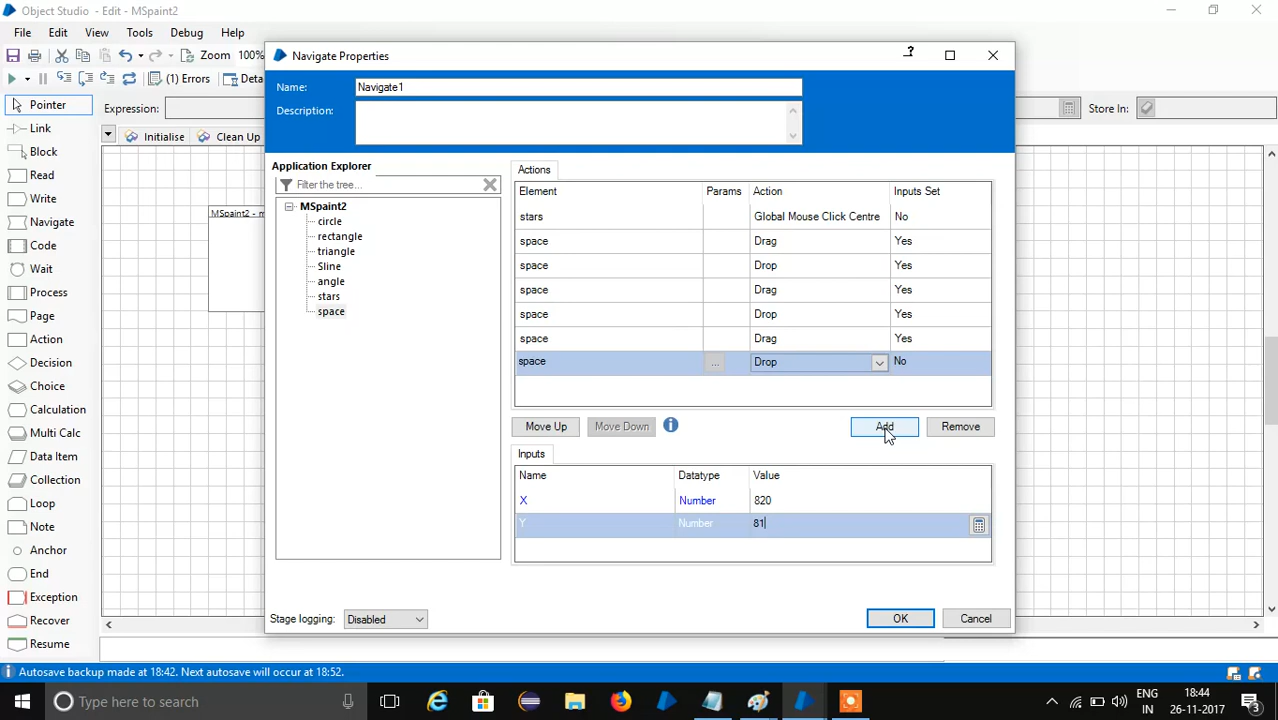 Object Studio - Edit - MSpaint2
File Edit View Tools Debug Help
Zoom 100%
(1) Errors
Expression:
Store In:
Initialise
Clean Up
Pointer
Link
Block
Read
Write
Navigate
Code
Wait
Process
Page
Action
Decision
Choice
Calculation
Multi Calc
Data Item
Collection
Loop
Note
Anchor
End
Exception
Recover
Resume
Navigate Properties
?
Name: Navigate1
Description:
Application Explorer
Filter the tree...
MSpaint2
circle
rectangle
triangle
Sline
angle
stars
space
Actions
Element Params Action Inputs Set
stars Global Mouse Click Centre No
space Drag Yes
space Drop Yes
space Drag Yes
space Drop Yes
space Drag Yes
space ... Drop No
Move Up Move Down Add Remove
Inputs
Name Datatype Value
X Number 820
Y Number 81
Stage logging: Disabled
OK Cancel
Autosave backup made at 18:42. Next autosave will occur at 18:52.
Type here to search
ENG 18:44
IN 26-11-2017
3